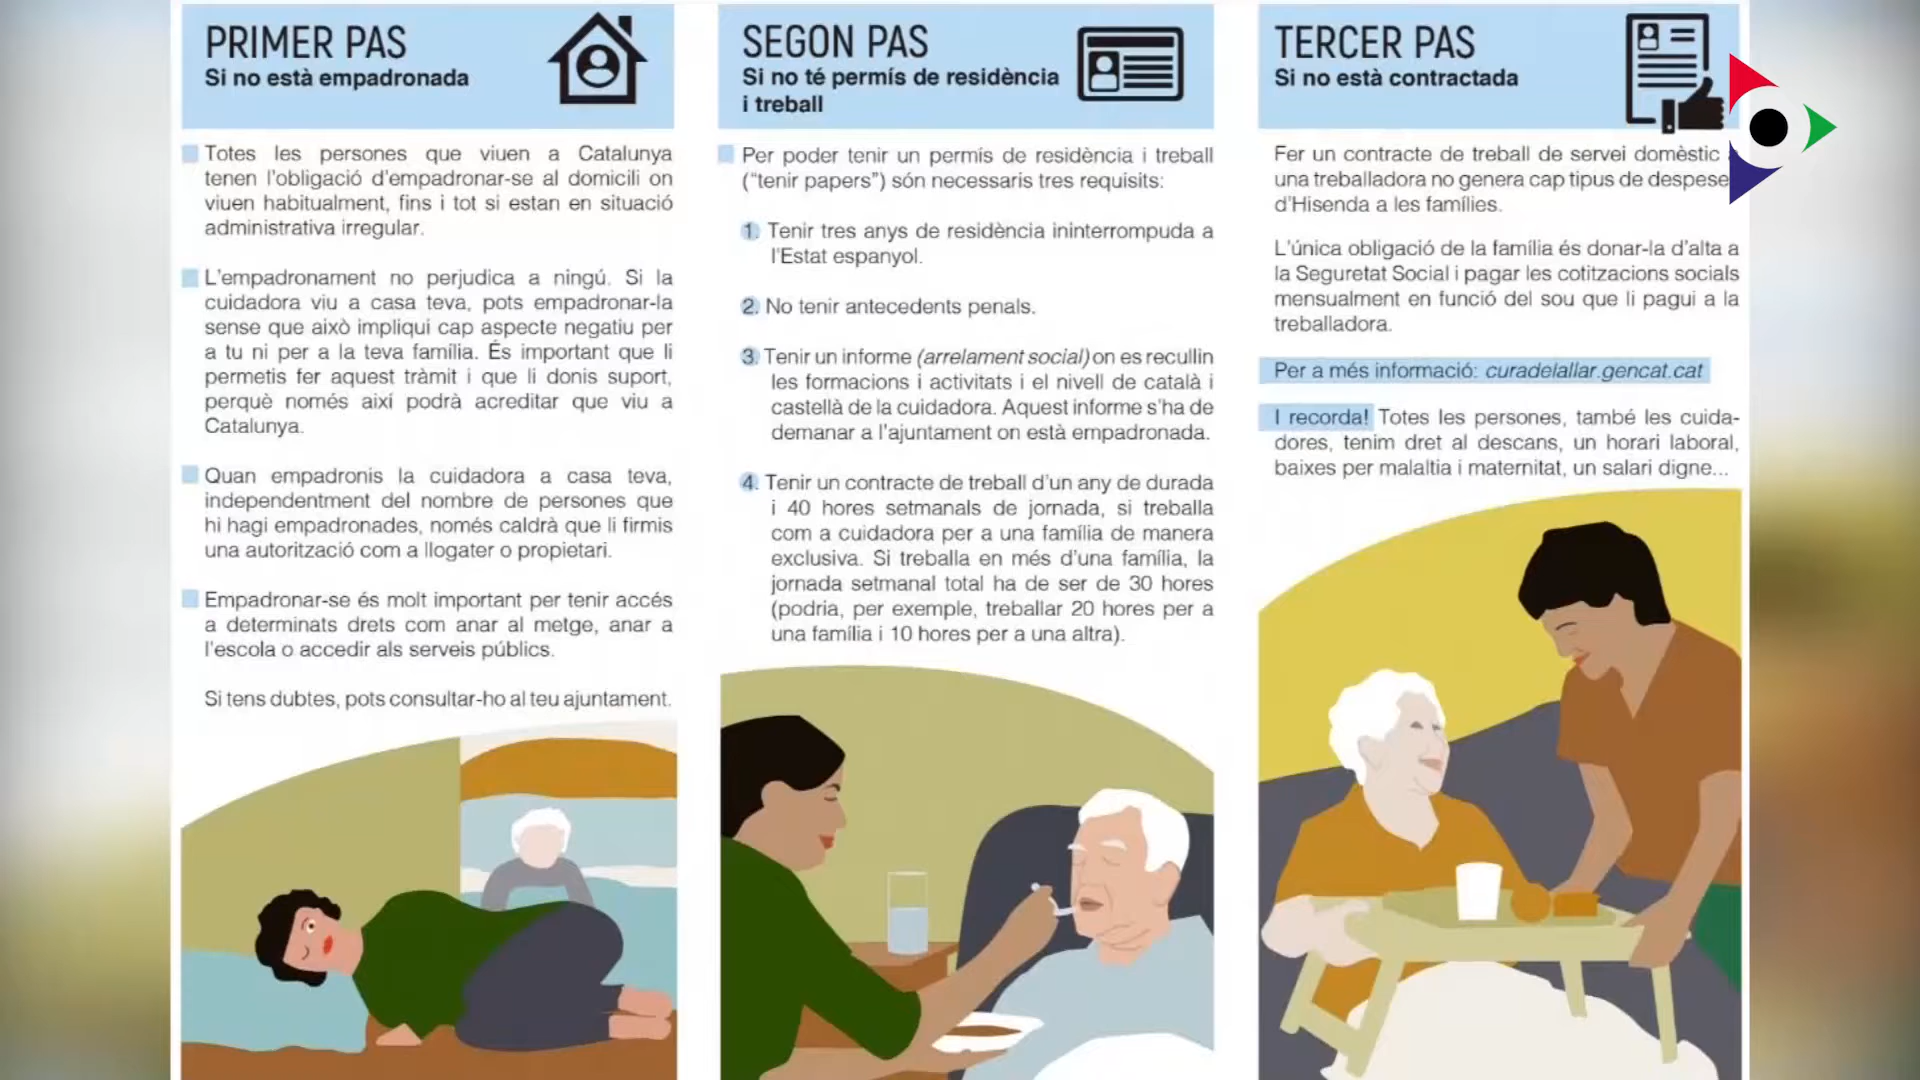 PRIMER PAS
Si no està empadronada
Totes les persones que viuen a Catalunya
tenen l'obligació d'empadronar-se al domicili on
viuen habitualment, fins i tot si estan en situació
administrativa irregular.
L'empadronament no perjudica a ningú. Si la
cuidadora viu a casa teva, pots empadronar-la
sense que això impliqui cap aspecte negatiu per
a tu ni per a la teva família. És important que li
permetis fer aquest tràmit i que li donis suport,
perquè només així podrà acreditar que viu a
Catalunya.
Quan empadronis la cuidadora a casa teva,
independentment del nombre de persones que
hi hagi empadronades, només caldrà que li firmis
una autorització com a llogater o propietari.
Empadronar-se és molt important per tenir accés
a determinats drets com anar al metge, anar a
l'escola o accedir als serveis públics.
Si tens dubtes, pots consultar-ho al teu ajuntament.
SEGON PAS
Si no té permís de residència
i treball
Per poder tenir un permís de residència i treball
("tenir papers") són necessaris tres requisits:
1. Tenir tres anys de residència ininterrompuda a
l'Estat espanyol.
2. No tenir antecedents penals.
3. Tenir un informe (arrelament social) on es recullin
les formacions i activitats i el nivell de català i
castellà de la cuidadora. Aquest informe s'ha de
demanar a l'ajuntament on està empadronada.
4. Tenir un contracte de treball d'un any de durada
i 40 hores setmanals de jornada, si treballa
com a cuidadora per a una família de manera
exclusiva. Si treballa en més d'una família, la
jornada setmanal total ha de ser de 30 hores
(podria, per exemple, treballar 20 hores per a
una família i 10 hores per a una altra).
TERCER PAS
Si no està contractada
Fer un contracte de treball de servei domèstic
una treballadora no genera cap tipus de despese
d'Hisenda a les famílies.
L'única obligació de la família és donar-la d'alta a
la Seguretat Social i pagar les cotitzacions socials
mensualment en funció del sou que li pagui a la
treballadora.
Per a més informació: curadelallar.gencat.cat
I recorda! Totes les persones, també les cuida-
dores, tenim dret al descans, un horari laboral,
baixes per malaltia i maternitat, un salari digne...